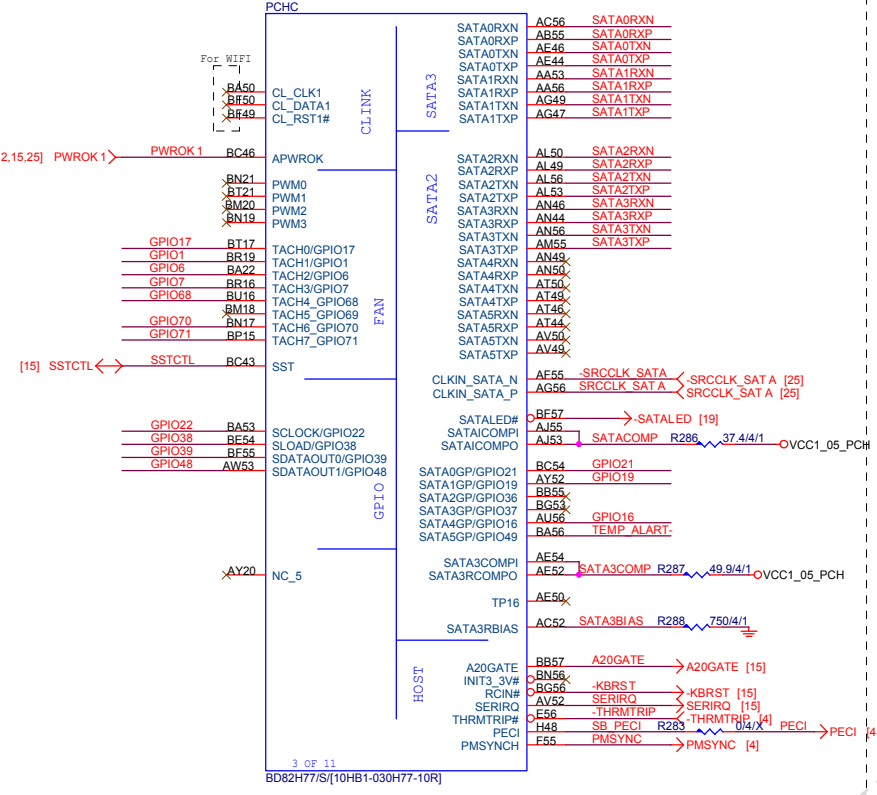 PCHC
For WIFI
BA50 CL_CLK1
BF50 CL_DATA1
BF49 CL_RST1#
2,15,25] PWROK1 PWROK1 BC46 APWROK
BN21 PWM0
BT21 PWM1
BM20 PWM2
BN19 PWM3
GPIO17 BT17 TACH0/GPIO17
GPIO1 BR19 TACH1/GPIO1
GPIO6 BA22 TACH2/GPIO6
GPIO7 BR16 TACH3/GPIO7
GPIO68 BU16 TACH4_GPIO68
BM18 TACH5_GPIO69
GPIO70 BN17 TACH6_GPIO70
GPIO71 BP15 TACH7_GPIO71
[15] SSTCTL SSTCTL BC43 SST
GPIO22 BA53 SCLOCK/GPIO22
GPIO38 BE54 SLOAD/GPIO38
GPIO39 BF55 SDATAOUT0/GPIO39
GPIO48 AW53 SDATAOUT1/GPIO48
AY20 NC_5
CLINK
FAN
GPIO
SATA3
SATA2
HOST
SATA0RXN AC56 SATA0RXN
SATA0RXP AB55 SATA0RXP
SATA0TXN AE46 SATA0TXN
SATA0TXP AE44 SATA0TXP
SATA1RXN AA53 SATA1RXN
SATA1RXP AA56 SATA1RXP
SATA1TXN AG49 SATA1TXN
SATA1TXP AG47 SATA1TXP
SATA2RXN AL50 SATA2RXN
SATA2RXP AL49 SATA2RXP
SATA2TXN AL56 SATA2TXN
SATA2TXP AL53 SATA2TXP
SATA3RXN AN46 SATA3RXN
SATA3RXP AN44 SATA3RXP
SATA3TXN AN56 SATA3TXN
SATA3TXP AM55 SATA3TXP
SATA4RXN AN49
SATA4RXP AN50
SATA4TXN AT50
SATA4TXP AT49
SATA5RXN AT46
SATA5RXP AT44
SATA5TXN AV50
SATA5TXP AV49
CLKIN_SATA_N AF55 -SRCCLK_SATA -SRCCLK_SATA [25]
CLKIN_SATA_P AG56 SRCCLK_SATA SRCCLK_SATA [25]
SATALED# BF57 -SATALED [19]
SATAICOMPI AJ55
SATAICOMPO AJ53 SATACOMP R286 37.4/4/1 VCC1_05_PCH
SATA0GP/GPIO21 BC54 GPIO21
SATA1GP/GPIO19 AY52 GPIO19
SATA2GP/GPIO36 BB55
SATA3GP/GPIO37 BG53
SATA4GP/GPIO16 AU56 GPIO16
SATA5GP/GPIO49 BA56 TEMP_ALART-
SATA3COMPI AE54
SATA3RCOMPO AE52 SATA3COMP R287 49.9/4/1 VCC1_05_PCH
TP16 AE50
SATA3RBIAS AC52 SATA3BIAS R288 750/4/1
A20GATE BB57 A20GATE A20GATE [15]
INIT3_3V# BN56
RCIN# BG56 -KBRST -KBRST [15]
SERIRQ AV52 SERIRQ SERIRQ [15]
THRMTRIP# E56 -THRMTRIP -THRMTRIP [4]
PECI H48 SB_PECI R283 0/4/X PECI PECI [4
PMSYNCH F55 PMSYNC PMSYNC [4]
3 OF 11
BD82H77/S/[10HB1-030H77-10R]